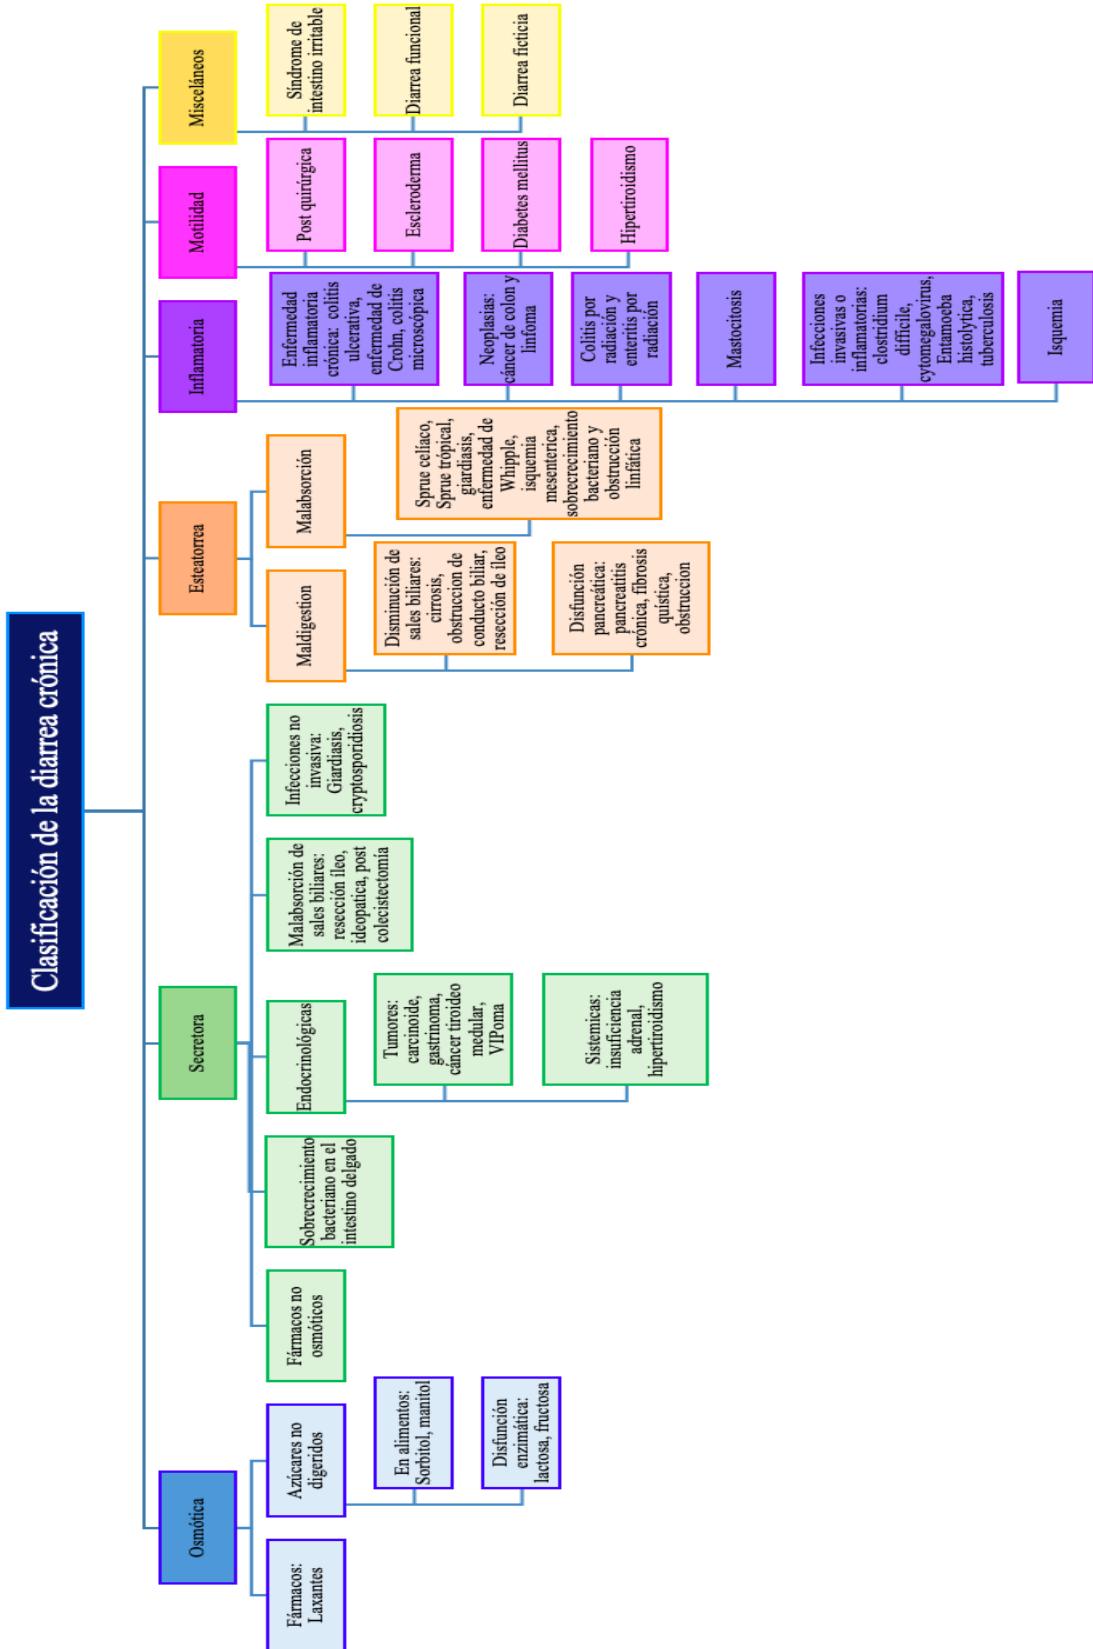 Clasificación de la diarrea crónica
Osmótica
Fármacos:
Laxantes
Azúcares no
digeridos
En alimentos:
Sorbitol, manitol
Disfunción
enzimática:
lactosa, fructosa
Secretora
Fármacos no
osmóticos
Sobrecrecimiento
bacteriano en el
intestino delgado
Endocrinológicas
Tumores:
carcinoide,
gastrinoma,
cáncer tiroideo
medular,
VIPoma
Sistemicas:
insuficiencia
adrenal,
hipertiroidismo
Malabsorción de
sales biliares:
resección íleo,
ideopatica, post
colecistectomía
Infecciones no
invasiva:
Giardiasis,
cryptosporidiosis
Esteatorrea
Maldigestion
Disminución de
sales biliares:
cirrosis,
obstruccion de
conducto biliar,
resección de íleo
Disfunción
pancreática:
pancreatitis
crónica, fibrosis
quística,
obstruccion
Malabsorción
Sprue celíaco,
Sprue trópical,
giardiasis,
enfermedad de
Whipple,
isquemia
mesenterica,
sobrecrecimiento
bacteriano y
obstrucción
linfática
Inflamatoria
Enfermedad
inflamatoria
crónica: colitis
ulcerativa,
enfermedad de
Crohn, colitis
microscópica
Neoplasias:
cáncer de colon y
linfoma
Colitis por
radiación y
enteritis por
radiación
Mastocitosis
Infecciones
invasivas o
inflamatorias:
clostridium
difficile,
cytomegalovirus,
Entamoeba
histolytica,
tuberculosis
Isquemia
Motilidad
Post quirúrgica
Escleroderma
Diabetes mellitus
Hipertiroidismo
Misceláneos
Síndrome de
intestino irritable
Diarrea funcional
Diarrea ficticia